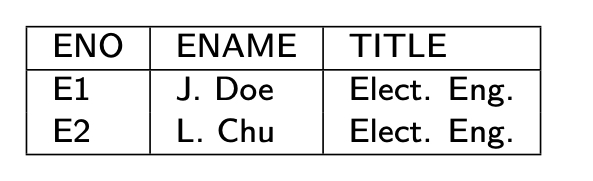 ENO ENAME TITLE
E1 J. Doe Elect. Eng.
E2 L. Chu Elect. Eng.